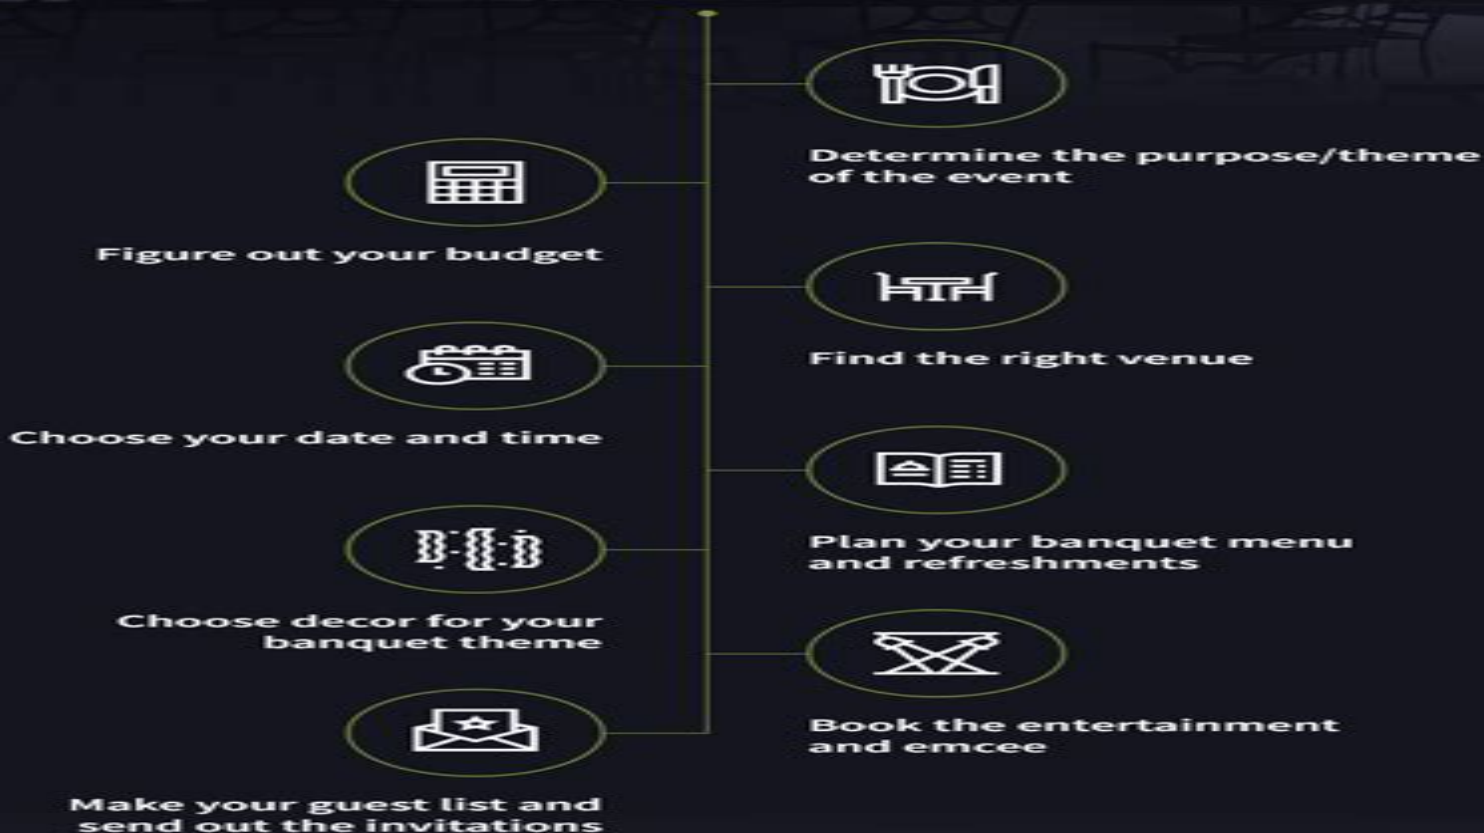 Determine the purpose/theme
of the event
Figure out your budget
Find the right venue
Choose your date and time
Plan your banquet menu
and refreshments
Choose decor for your
banquet theme
Book the entertainment
and emcee
Make your guest list and
send out the invitations